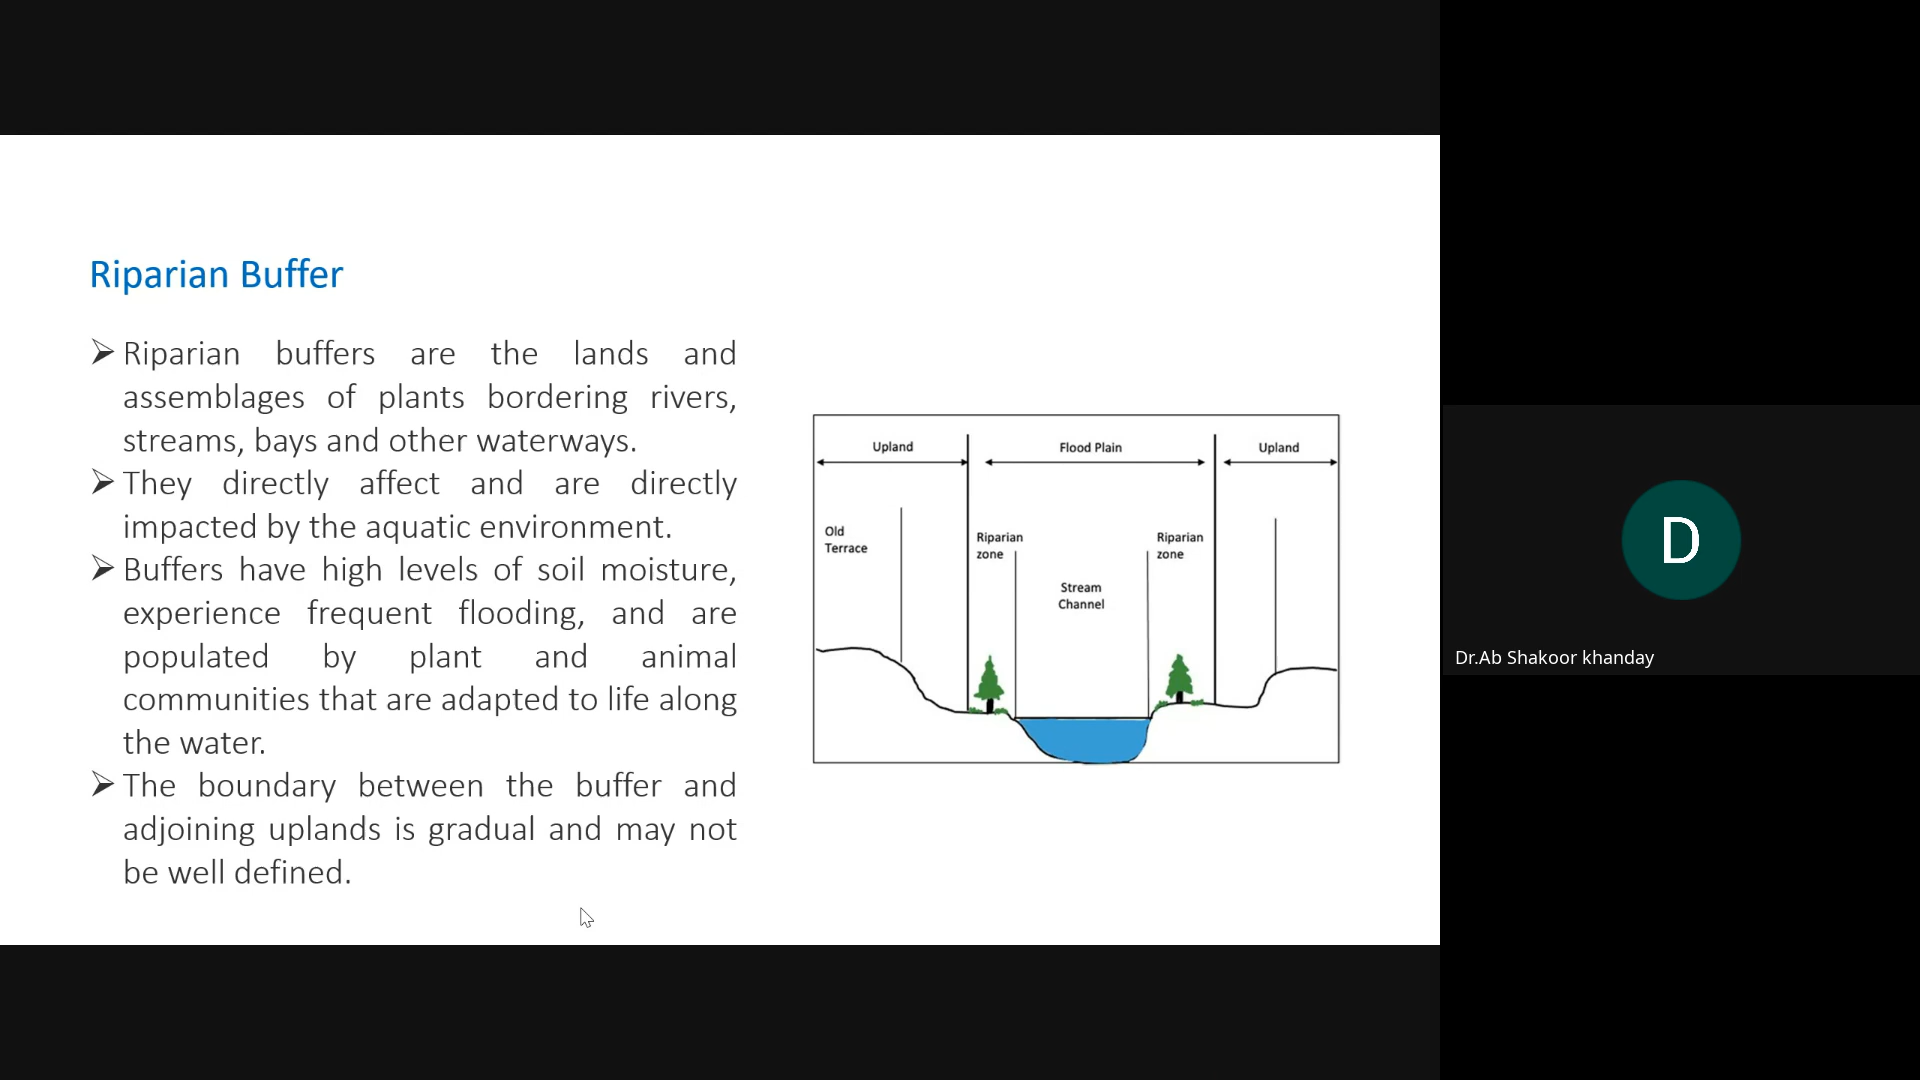 Riparian Buffer
Riparian buffers are the lands and
assemblages of plants bordering rivers,
streams, bays and other waterways.
They directly affect and are directly
impacted by the aquatic environment.
Buffers have high levels of soil moisture,
experience frequent flooding, and are
populated by plant and animal
communities that are adapted to life along
the water.
The boundary between the buffer and
adjoining uplands is gradual and may not
be well defined.
Upland
Flood Plain
Upland
Old
Terrace
Riparian
zone
Riparian
zone
Stream
Channel
D
Dr.Ab Shakoor khanday